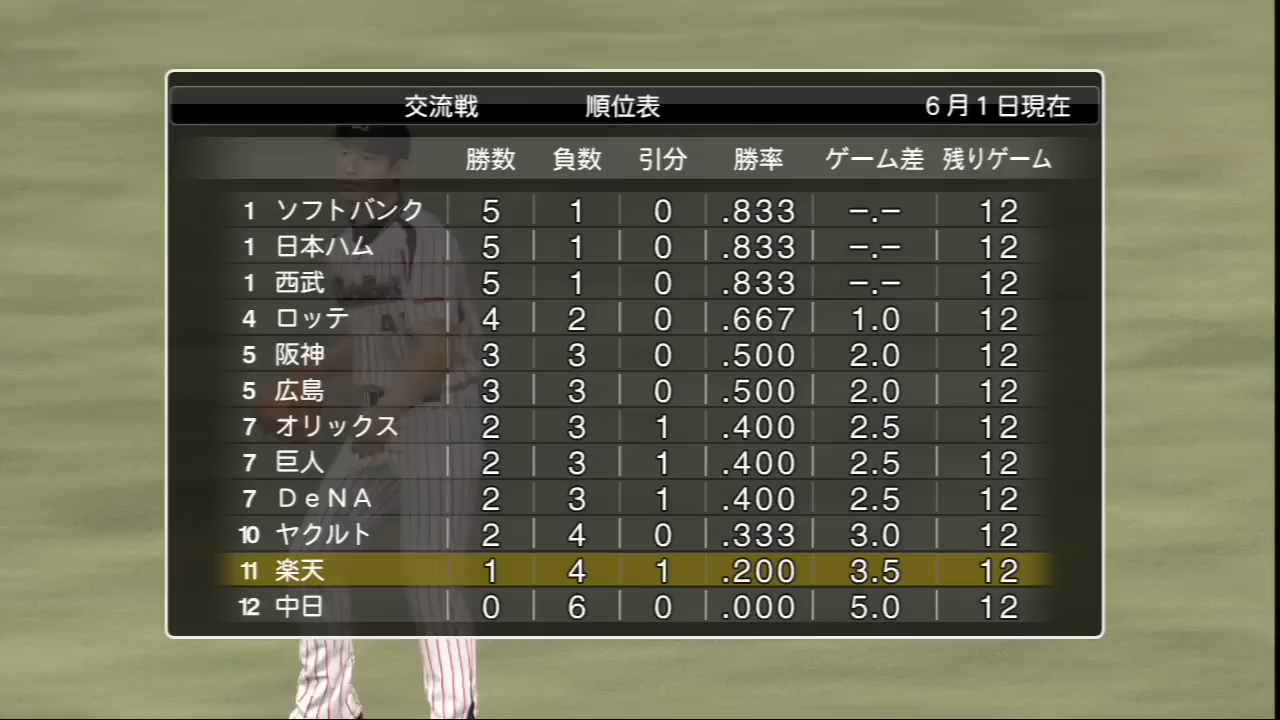 交流戦 順位表 6月1日現在
勝数 負数 引分 勝率 ゲーム差 残りゲーム
1 ソフトバンク 5 1 0 .833 −.− 12
1 日本ハム 5 1 0 .833 −.− 12
1 西武 5 1 0 .833 −.− 12
4 ロッテ 4 2 0 .667 1.0 12
5 阪神 3 3 0 .500 2.0 12
5 広島 3 3 0 .500 2.0 12
7 オリックス 2 3 1 .400 2.5 12
7 巨人 2 3 1 .400 2.5 12
7 DeNA 2 3 1 .400 2.5 12
10 ヤクルト 2 4 0 .333 3.0 12
11 楽天 1 4 1 .200 3.5 12
12 中日 0 6 0 .000 5.0 12